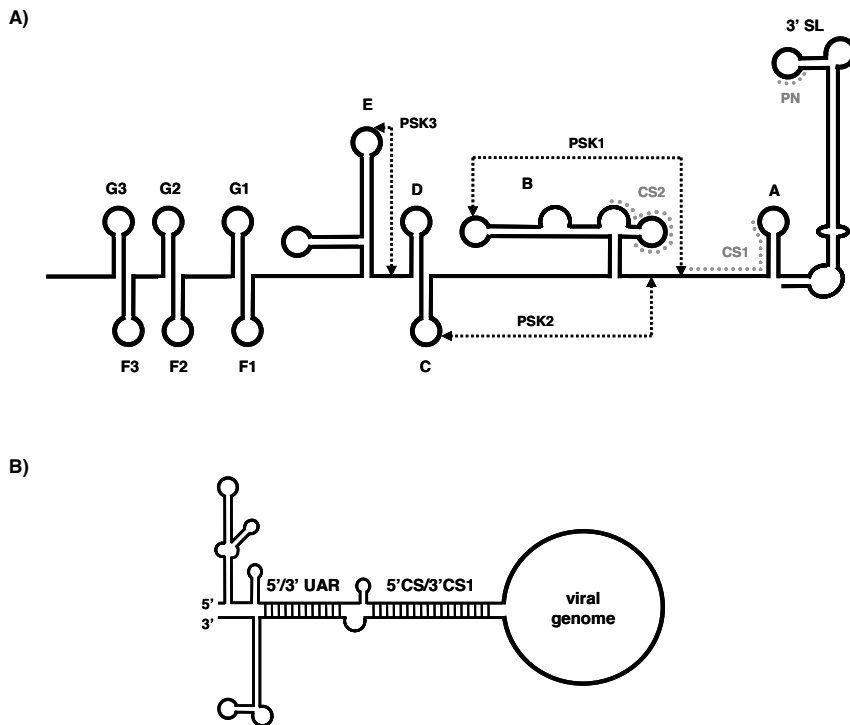 A)
3' SL
PN
E
PSK3
PSK1
G3
G2
G1
D
B
CS2
A
CS1
PSK2
F3
F2
F1
C
B)
5'/3' UAR
5'CS/3'CS1
5'
3'
viral
genome